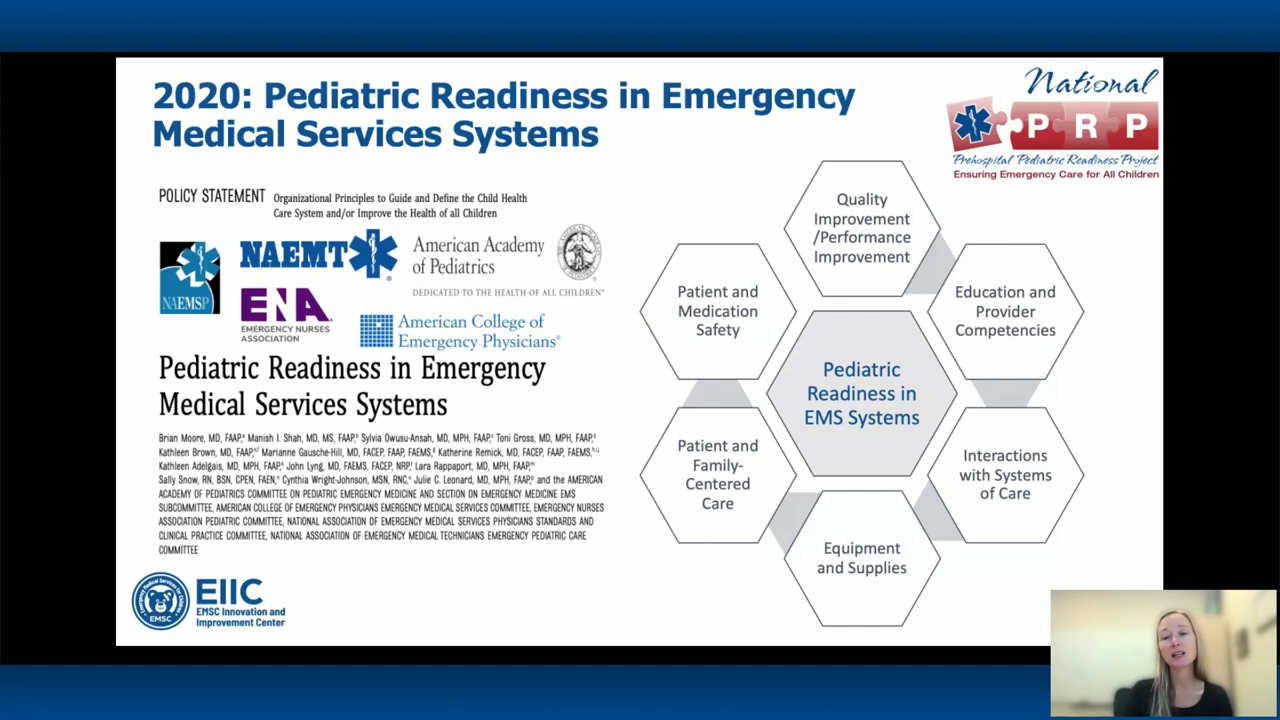 2020: Pediatric Readiness in Emergency
Medical Services Systems
National
PRP
Prehospital Pediatric Readiness Project
Ensuring Emergency Care for All Children
POLICY STATEMENT
Organizational Principles to Guide and Define the Child Health
Care System and/or Improve the Health of all Children
NAEMSP
NAEMT
American Academy
of Pediatrics
DEDICATED TO THE HEALTH OF ALL CHILDREN™
ENA
EMERGENCY NURSES
ASSOCIATION
American College of
Emergency Physicians®
Pediatric Readiness in Emergency
Medical Services Systems
Brian Moore, MD, FAAP, Manish I. Shah, MD, MS, FAAP, Sylvia Owusu-Ansah, MD, MPH, FAAP, Toni Gross, MD, MPH, FAAP,
Kathleen Brown, MD, FAAP, Marianne Gausche-Hill, MD, FACEP, FAAP, FAEMS, Katherine Remick, MD, FACEP, FAAP, FAEMS,
Kathleen Adelgais, MD, MPH, FAAP, John Lyng, MD, FAEMS, FACEP, NRP, Lara Rappaport, MD, MPH, FAAP,
Sally Snow, RN, BSN, CPEN, FAEN, Cynthia Wright-Johnson, MSN, RNC, Julie C. Leonard, MD, MPH, FAAP, and the AMERICAN
ACADEMY OF PEDIATRICS COMMITTEE ON PEDIATRIC EMERGENCY MEDICINE AND SECTION ON EMERGENCY MEDICINE EMS
SUBCOMMITTEE, AMERICAN COLLEGE OF EMERGENCY PHYSICIANS EMERGENCY MEDICAL SERVICES COMMITTEE, EMERGENCY NURSES
ASSOCIATION PEDIATRIC COMMITTEE, NATIONAL ASSOCIATION OF EMERGENCY MEDICAL SERVICES PHYSICIANS STANDARDS AND
CLINICAL PRACTICE COMMITTEE, NATIONAL ASSOCIATION OF EMERGENCY MEDICAL TECHNICIANS EMERGENCY PEDIATRIC CARE
COMMITTEE
Quality
Improvement
/Performance
Improvement
Education and
Provider
Competencies
Interactions
with Systems
of Care
Equipment
and Supplies
Patient and
Family-
Centered
Care
Patient and
Medication
Safety
Pediatric
Readiness in
EMS Systems
EMSC
EIIC
EMSC Innovation and
Improvement Center